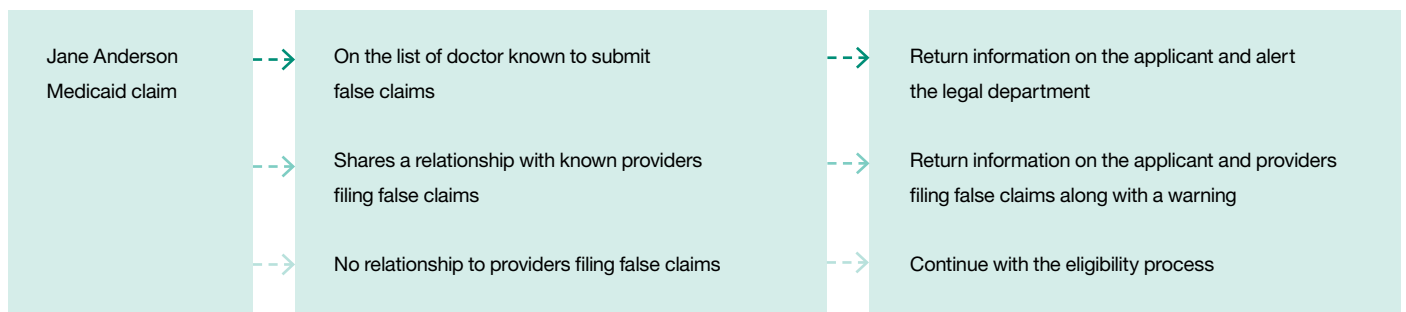 Jane Anderson
Medicaid claim
On the list of doctor known to submit
false claims
Return information on the applicant and alert
the legal department
Shares a relationship with known providers
filing false claims
Return information on the applicant and providers
filing false claims along with a warning
No relationship to providers filing false claims
Continue with the eligibility process